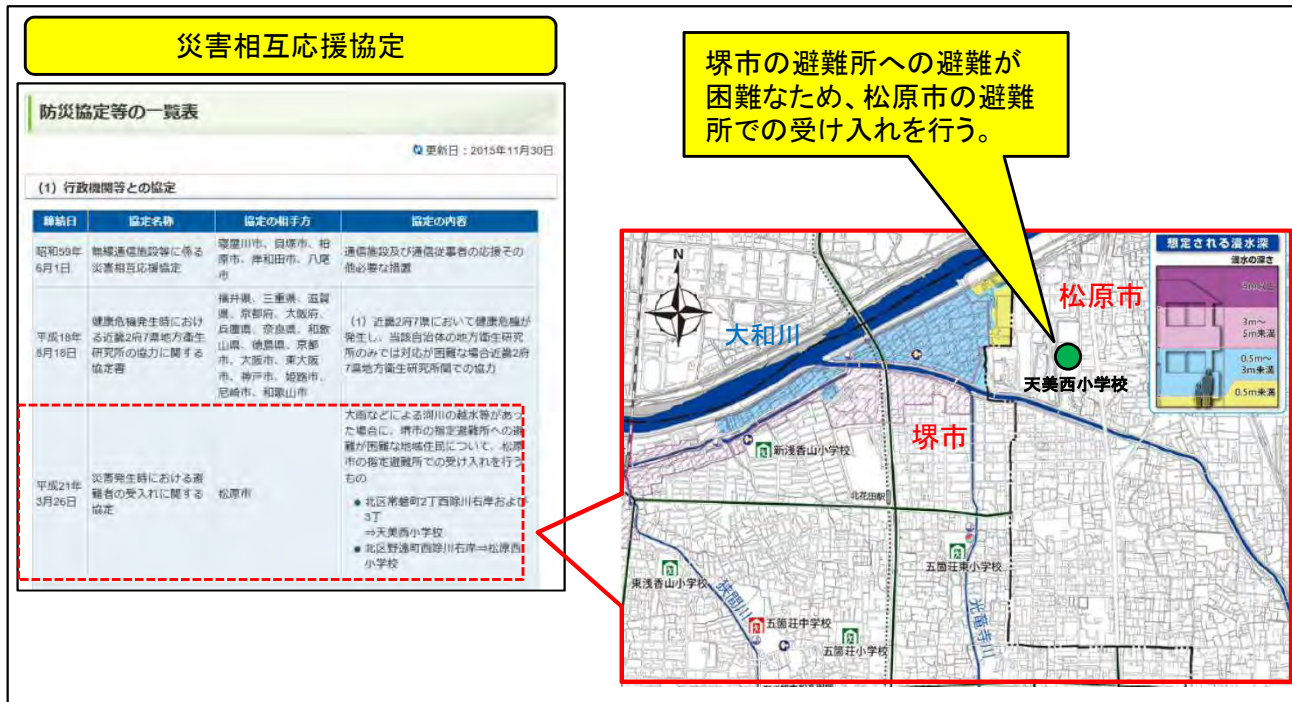 災害相互応援協定
防災協定等の一覧表
更新日：2015年11月30日
(1) 行政機関等との協定
締結日 協定名称 協定の相手方 協定の内容
昭和59年
6月1日
無線通信施設等に係る
災害相互応援協定
寝屋川市、貝塚市、柏
原市、岸和田市、八尾
市
通信施設及び通信従事者の応援その
他必要な措置
平成18年
8月18日
健康危機発生時におけ
る近畿2府7県地方衛生
研究所の協力に関する
協定書
福井県、三重県、滋賀
県、京都府、大阪府、
兵庫県、奈良県、和歌
山県、徳島県、京都
市、大阪市、東大阪
市、神戸市、姫路市、
尼崎市、和歌山市
(1) 近畿2府7県において健康危機が
発生し、当該自治体の地方衛生研究
所のみでは対応が困難な場合近畿2府
7県地方衛生研究所間での協力
平成21年
3月26日
災害発生時における避
難者の受入れに関する
協定
松原市
大雨などによる河川の越水等があっ
た場合に、堺市の指定避難所への避
難が困難な地域住民について、松原
市の指定避難所での受け入れを行う
もの
● 北区常磐町2丁西除川右岸および
3丁
⇒天美西小学校
● 北区野遠町西除川右岸⇒松原西
小学校
堺市の避難所への避難が
困難なため、松原市の避難
所での受け入れを行う。
N
大和川
松原市
天美西小学校
堺市
新浅香山小学校
北花田駅
五箇荘東小学校
東浅香山小学校
狭間川
五箇荘中学校
五箇荘小学校
光竜寺川
想定される浸水深
浸水の深さ
5m以上
3m～
5m未満
0.5m～
3m未満
0.5m未満